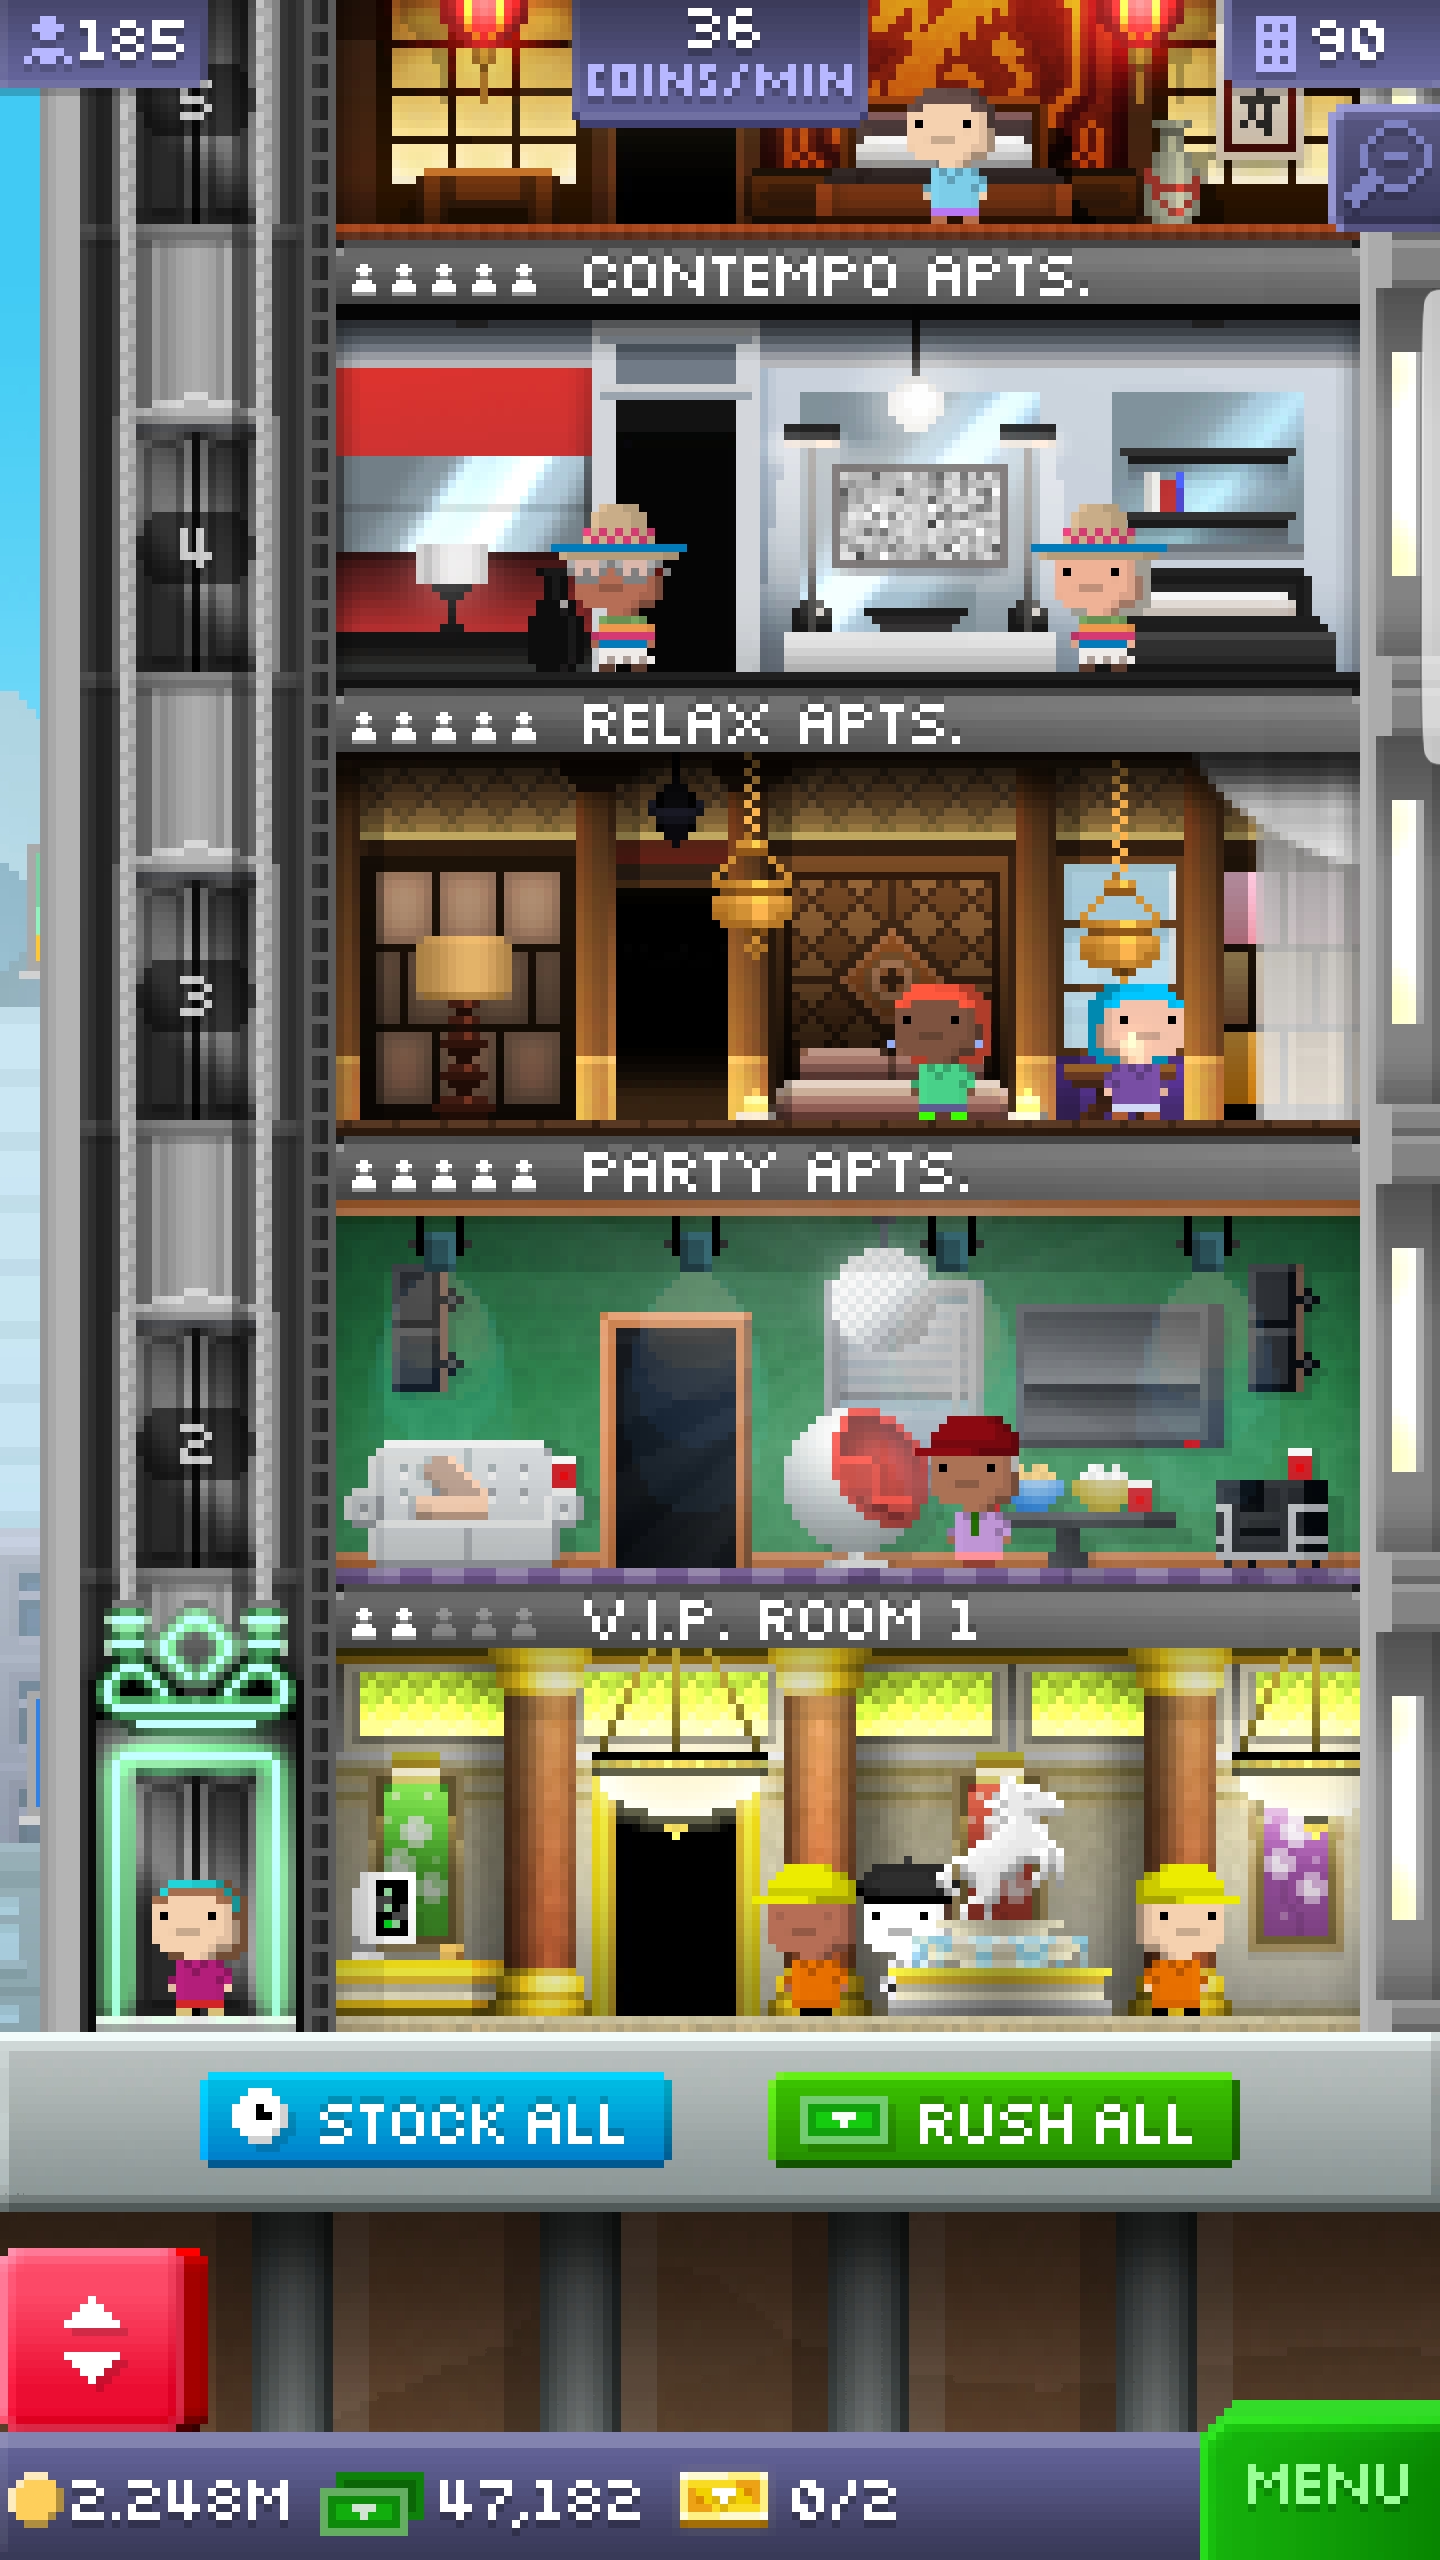 185
36
COINS/MIN
90
5
CONTEMPO APTS.
4
RELAX APTS.
3
PARTY APTS.
2
V.I.P. ROOM 1
STOCK ALL
RUSH ALL
2.248M
47,182
0/2
MENU